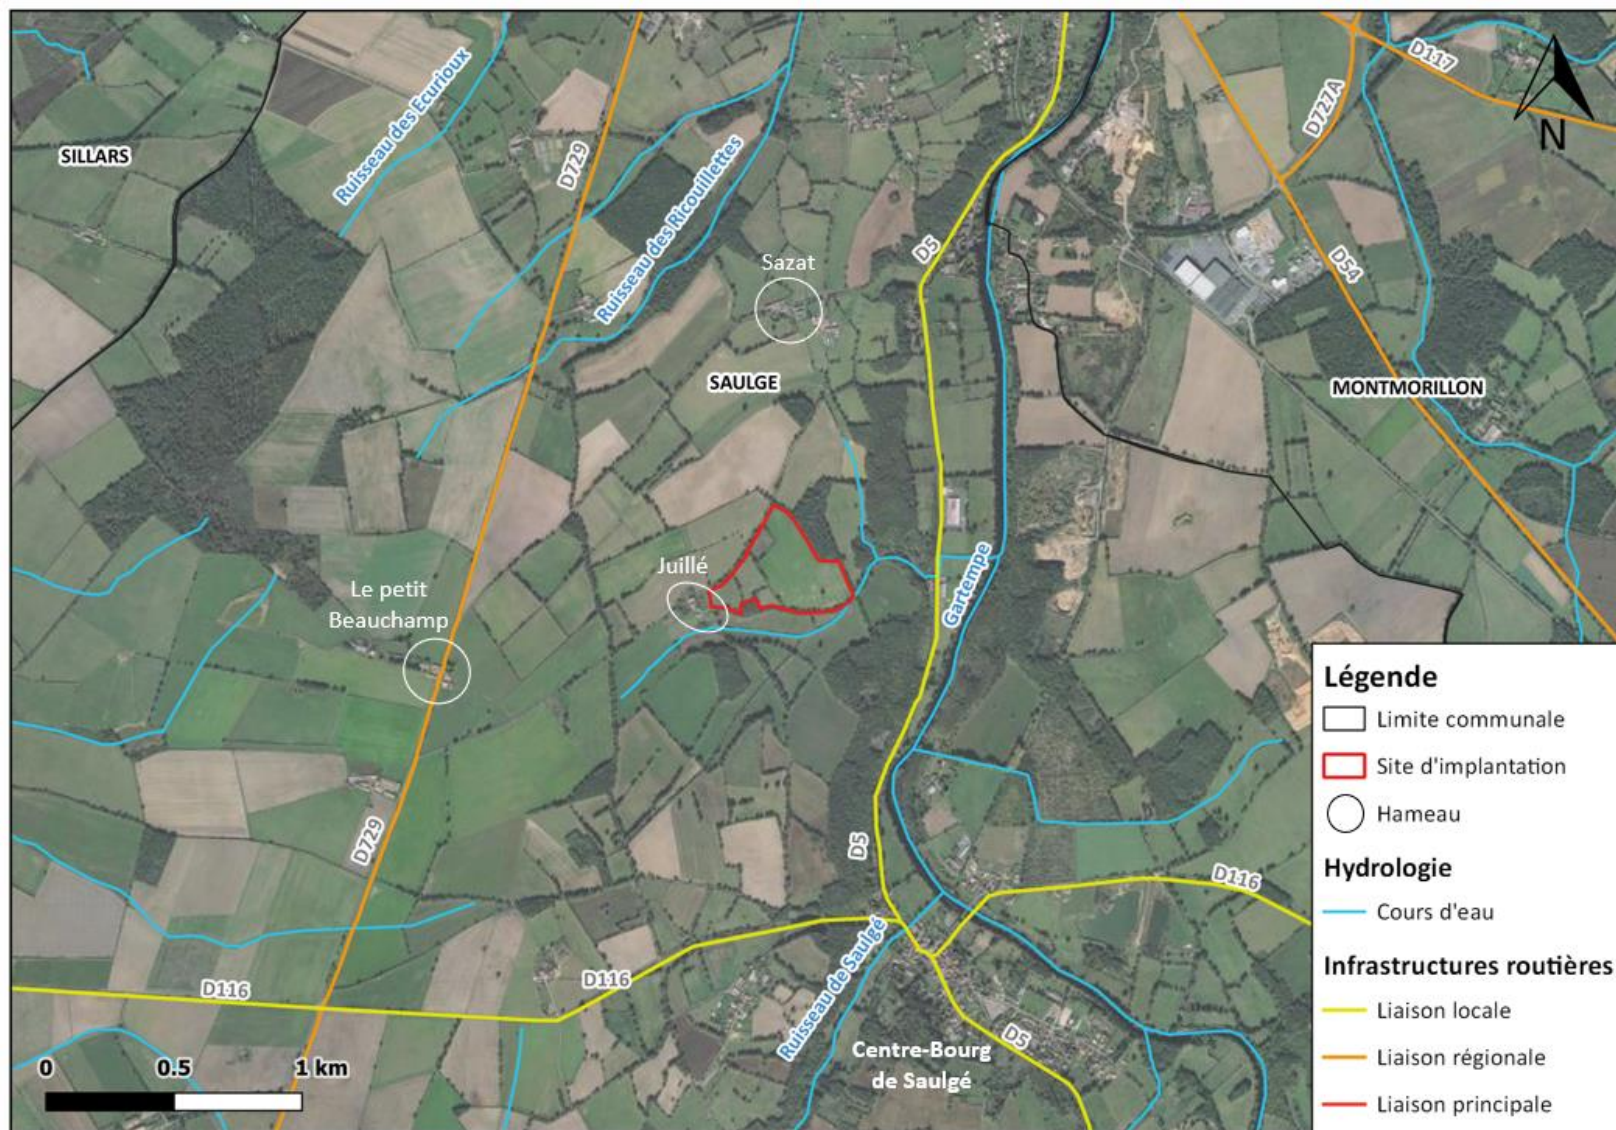 D117
D727A
N
SILLARS
Ruisseau des Ecurioux
D729
Ruisseau des Ricouillettes
D5
Sazat
D54
SAULGE
MONTMORILLON
Juillé
Gartempe
Le petit
Beauchamp
D729
D5
D116
Ruisseau de Saulgé
D116
D116
D5
Centre-Bourg
de Saulgé
0 0.5 1 km
Légende
Limite communale
Site d'implantation
Hameau
Hydrologie
Cours d'eau
Infrastructures routières
Liaison locale
Liaison régionale
Liaison principale